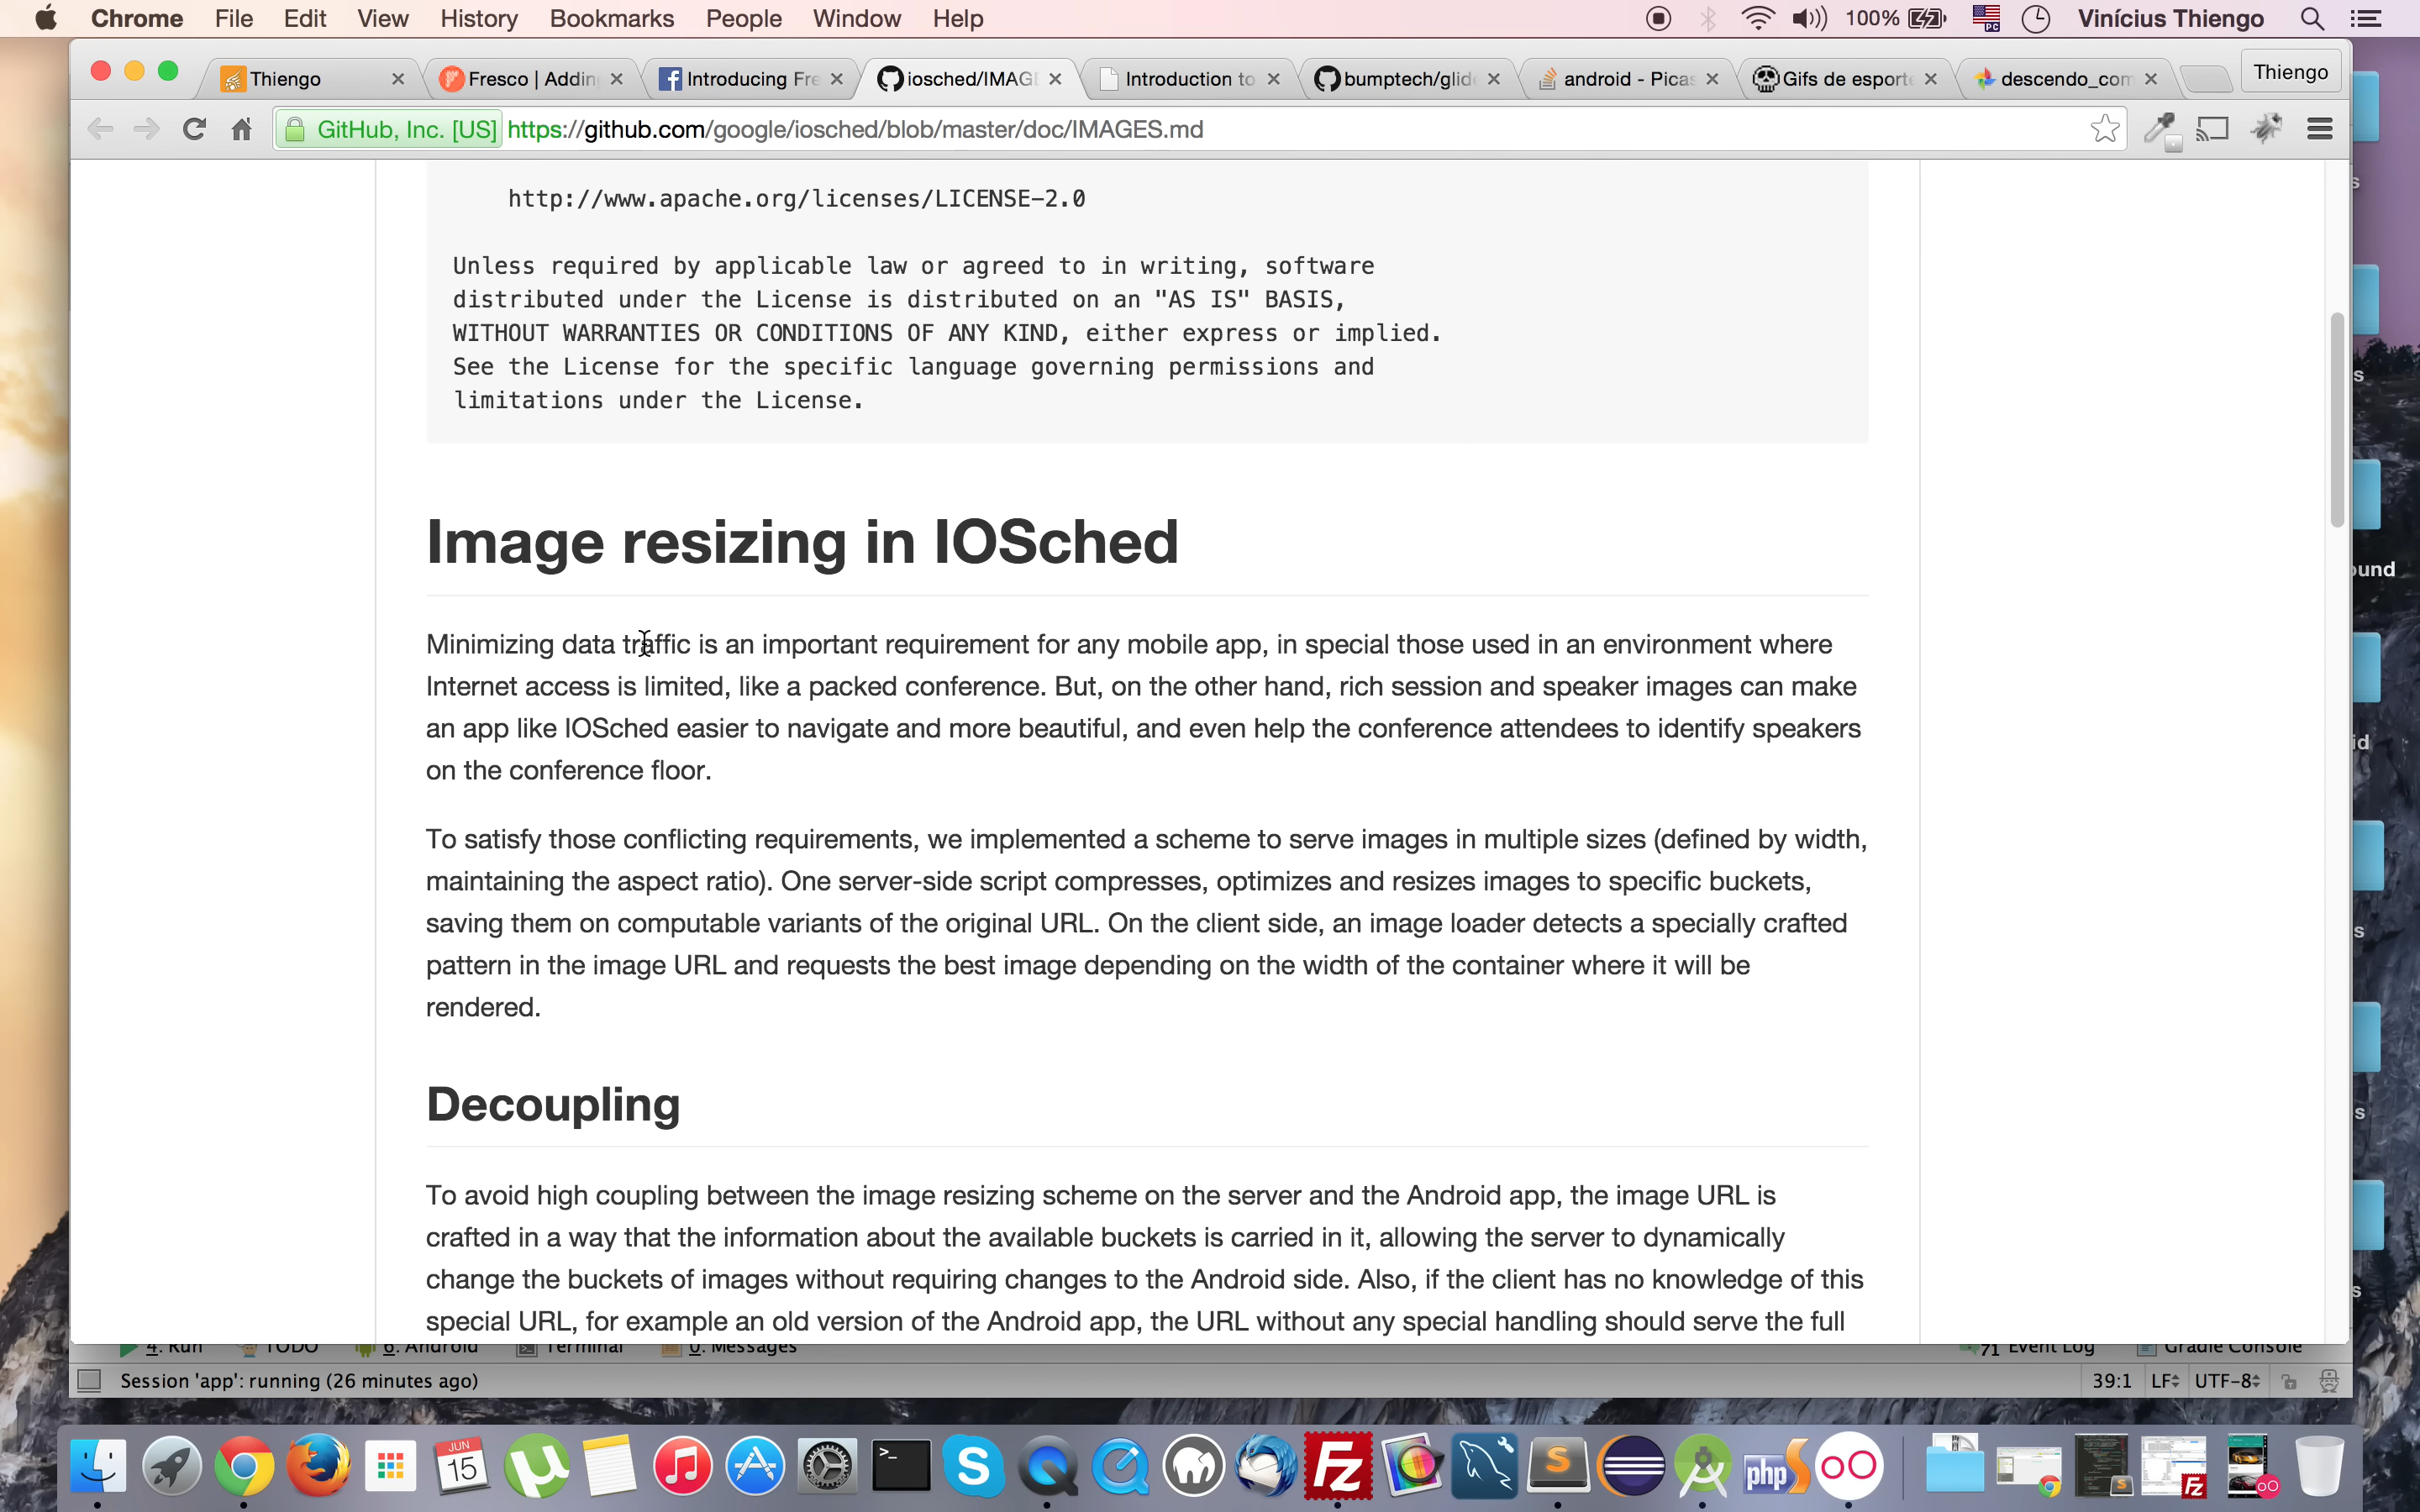 Chrome File Edit View History Bookmarks People Window Help 100% Vinícius Thiengo
Thiengo Fresco | Addin Introducing Fre iosched/IMAG Introduction to bumptech/glid android - Pica Gifs de esport descendo_com Thiengo
GitHub, Inc. [US] https://github.com/google/iosched/blob/master/doc/IMAGES.md
http://www.apache.org/licenses/LICENSE-2.0
Unless required by applicable law or agreed to in writing, software
distributed under the License is distributed on an "AS IS" BASIS,
WITHOUT WARRANTIES OR CONDITIONS OF ANY KIND, either express or implied.
See the License for the specific language governing permissions and
limitations under the License.
Image resizing in IOSched
Minimizing data traffic is an important requirement for any mobile app, in special those used in an environment where
Internet access is limited, like a packed conference. But, on the other hand, rich session and speaker images can make
an app like IOSched easier to navigate and more beautiful, and even help the conference attendees to identify speakers
on the conference floor.
To satisfy those conflicting requirements, we implemented a scheme to serve images in multiple sizes (defined by width,
maintaining the aspect ratio). One server-side script compresses, optimizes and resizes images to specific buckets,
saving them on computable variants of the original URL. On the client side, an image loader detects a specially crafted
pattern in the image URL and requests the best image depending on the width of the container where it will be
rendered.
Decoupling
To avoid high coupling between the image resizing scheme on the server and the Android app, the image URL is
crafted in a way that the information about the available buckets is carried in it, allowing the server to dynamically
change the buckets of images without requiring changes to the Android side. Also, if the client has no knowledge of this
special URL, for example an old version of the Android app, the URL without any special handling should serve the full
4: Run TODO 6: Android Terminal 0: Messages 71 Event Log Gradle Console
Session 'app': running (26 minutes ago) 39:1 LF UTF-8
JUN
15
php